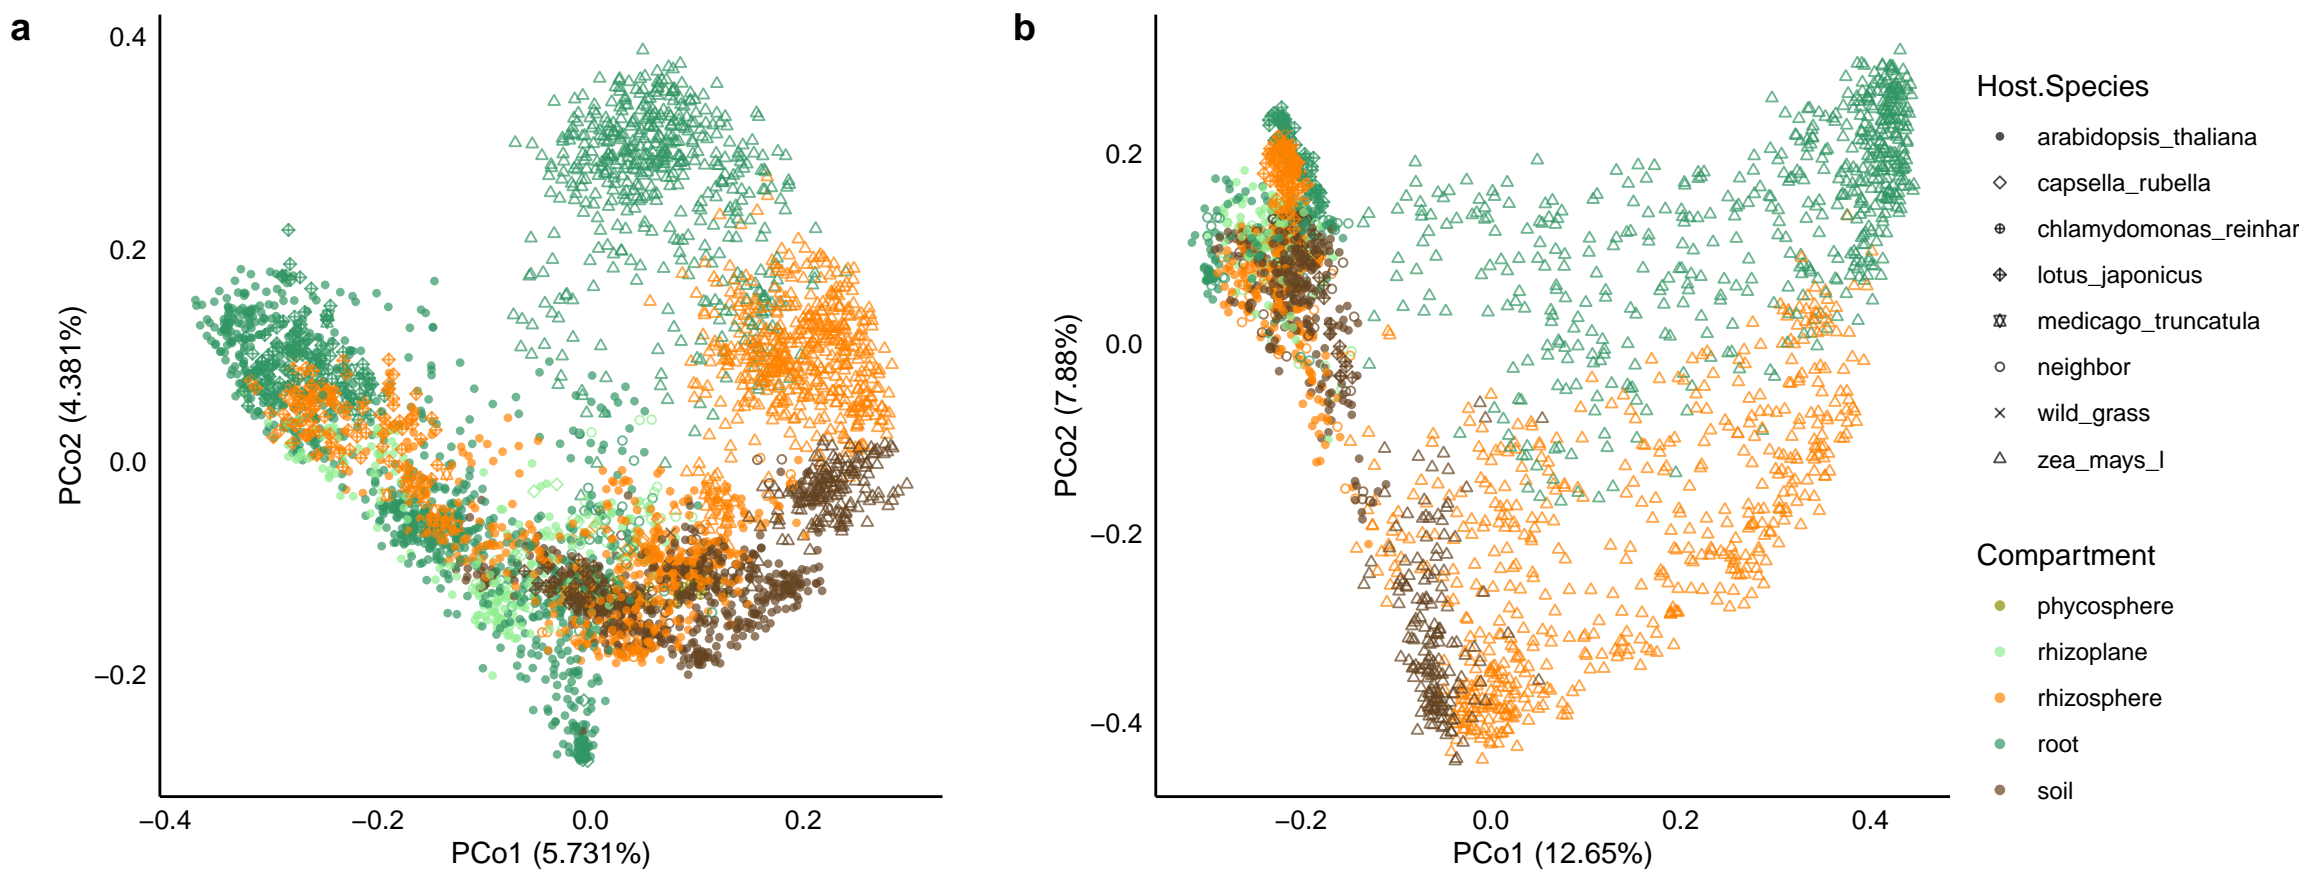 a
0.4
0.2
0.0
−0.2
PCo2 (4.381%)
−0.4
−0.2
0.0
0.2
PCo1 (5.731%)
b
0.2
0.0
−0.2
−0.4
PCo2 (7.88%)
−0.2
0.0
0.2
0.4
PCo1 (12.65%)
Host.Species
arabidopsis_thaliana
capsella_rubella
chlamydomonas_reinhar
lotus_japonicus
medicago_truncatula
neighbor
wild_grass
zea_mays_l
Compartment
phycosphere
rhizoplane
rhizosphere
root
soil